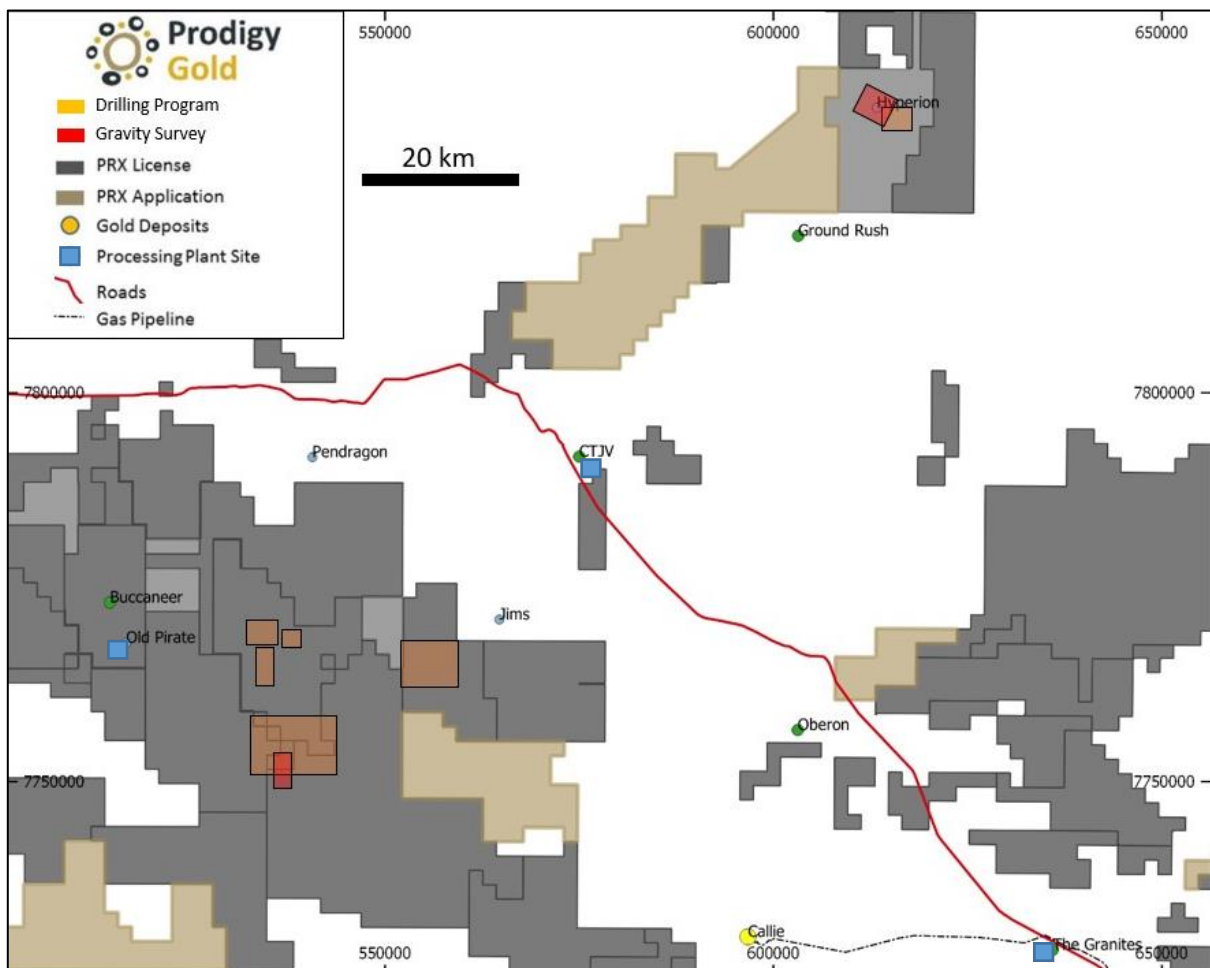 550000
600000
650000
Prodigy
Gold
Drilling Program
Gravity Survey
PRX License
PRX Application
Gold Deposits
Processing Plant Site
Roads
Gas Pipeline
20 km
Hyperion
Ground Rush
7800000
7800000
Pendragon
CTJV
Buccaneer
Jims
Old Pirate
Oberon
7750000
7750000
Callie
The Granites
550000
600000
650000